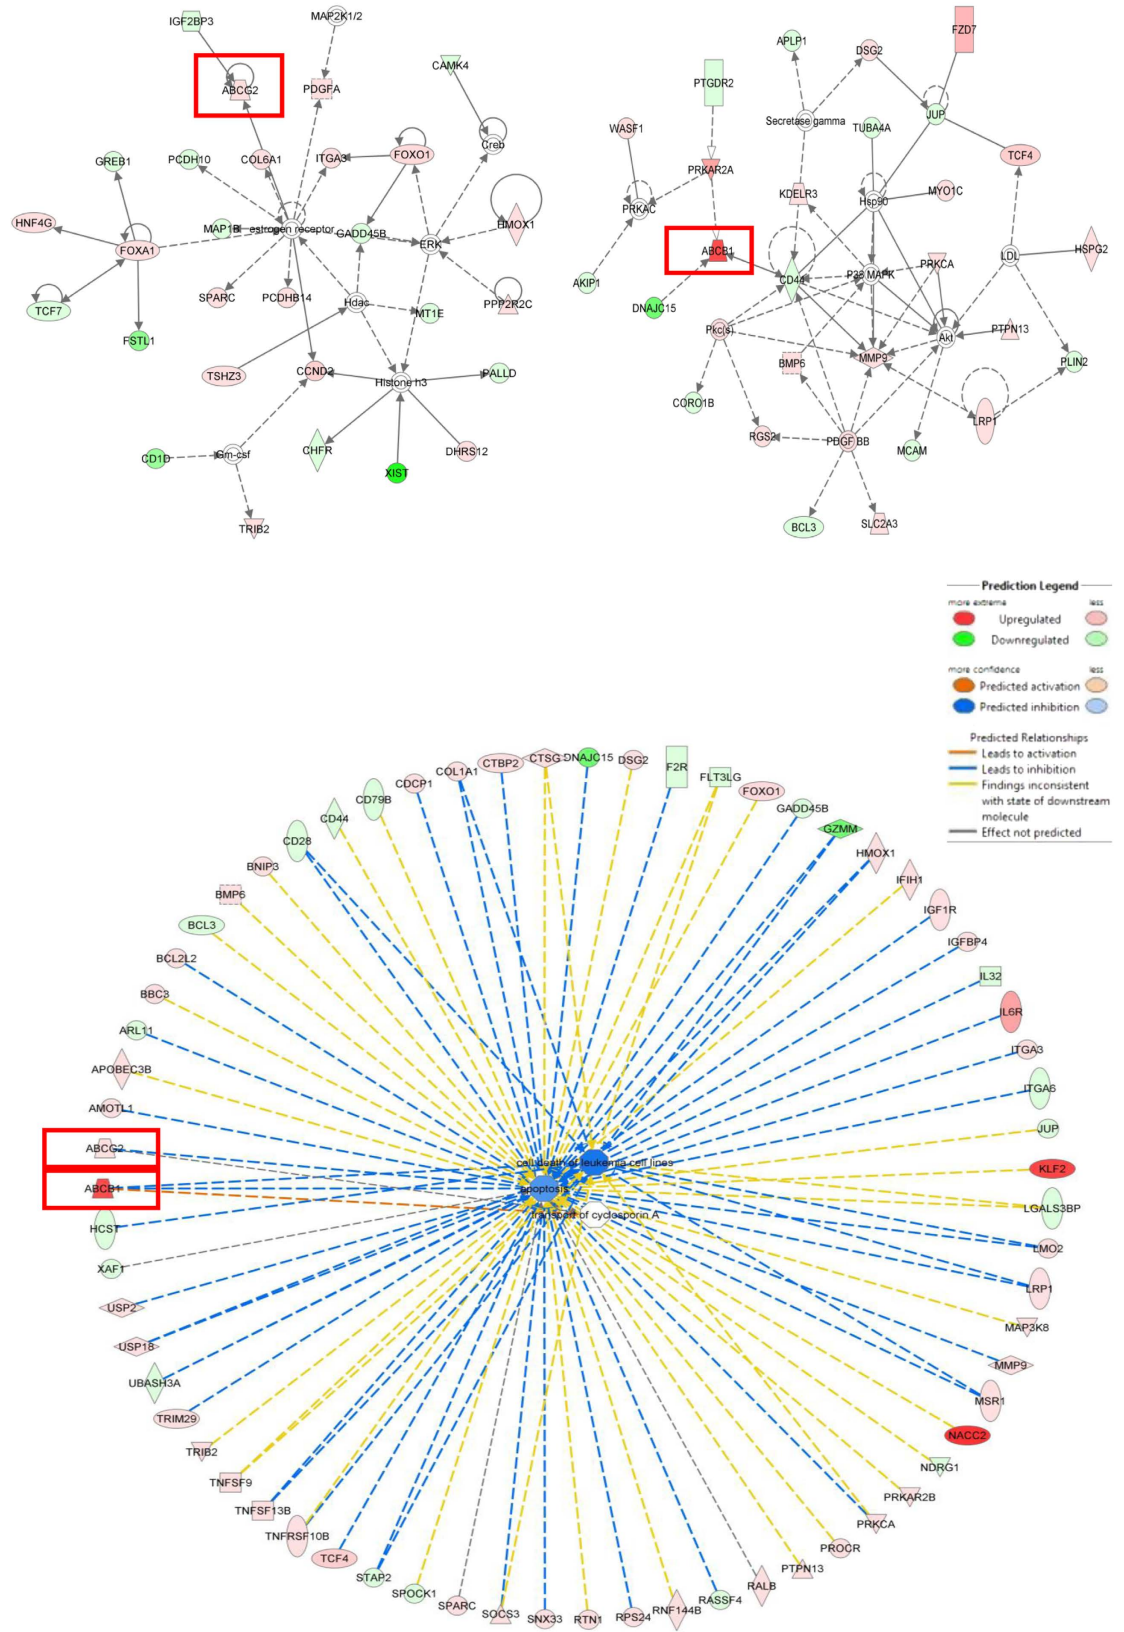 IGF2BP3
MAP2K1/2
ABCG2
PDGFA
CAMK4
GREB1
PCDH10
COL6A1
ITGA3
FOXO1
Creb
HNF4G
FOXA1
MAP1B
estrogen receptor
GADD45B
ERK
HMOX1
TCF7
SPARC
PCDHB14
Hdac
MT1E
PPP2R2C
FSTL1
TSHZ3
CCND2
Histone h3
PALLD
CD1D
Gm-csf
CHFR
XIST
DHRS12
TRIB2
FZD7
APLP1
DSG2
PTGDR2
JUP
Secretase gamma
TUBA4A
WASF1
TCF4
PRKAR2A
KDELR3
Hsp90
MYO1C
PRKAC
ABCB1
HSPG2
LDL
PRKCA
P38 MAPK
CD44
AKIP1
DNAJC15
Pkc(s)
Akt
PTPN13
BMP6
MMP9
PLIN2
CORO1B
LRP1
RGS2
PDGF BB
MCAM
BCL3
SLC2A3
Prediction Legend
more extreme less
Upregulated
Downregulated
more confidence less
Predicted activation
Predicted inhibition
Predicted Relationships
Leads to activation
Leads to inhibition
Findings inconsistent
with state of downstream
molecule
Effect not predicted
CTSG
DNAJC15
DSG2
F2R
FLT3LG
FOXO1
GADD45B
GZMM
HMOX1
IFIH1
IGF1R
IGFBP4
IL32
IL6R
ITGA3
ITGA6
JUP
KLF2
LGALS3BP
LMO2
LRP1
MAP3K8
MMP9
MSR1
NACC2
NDRG1
PRKAR2B
PRKCA
PROCR
PTPN13
RALB
RASSF4
RNF144B
RPS24
RTN1
SNX33
SOCS3
SPARC
SPOCK1
STAP2
TCF4
TNFRSF10B
TNFSF13B
TNFSF9
TRIB2
TRIM29
UBASH3A
USP18
USP2
XAF1
HCST
ABCB1
ABCG2
AMOTL1
APOBEC3B
ARL11
BBC3
BCL2L2
BCL3
BMP6
BNIP3
CD28
CD44
CD79B
CDCP1
COL1A1
CTBP2
cell death of leukemia cell lines
apoptosis
transport of cyclosporin A